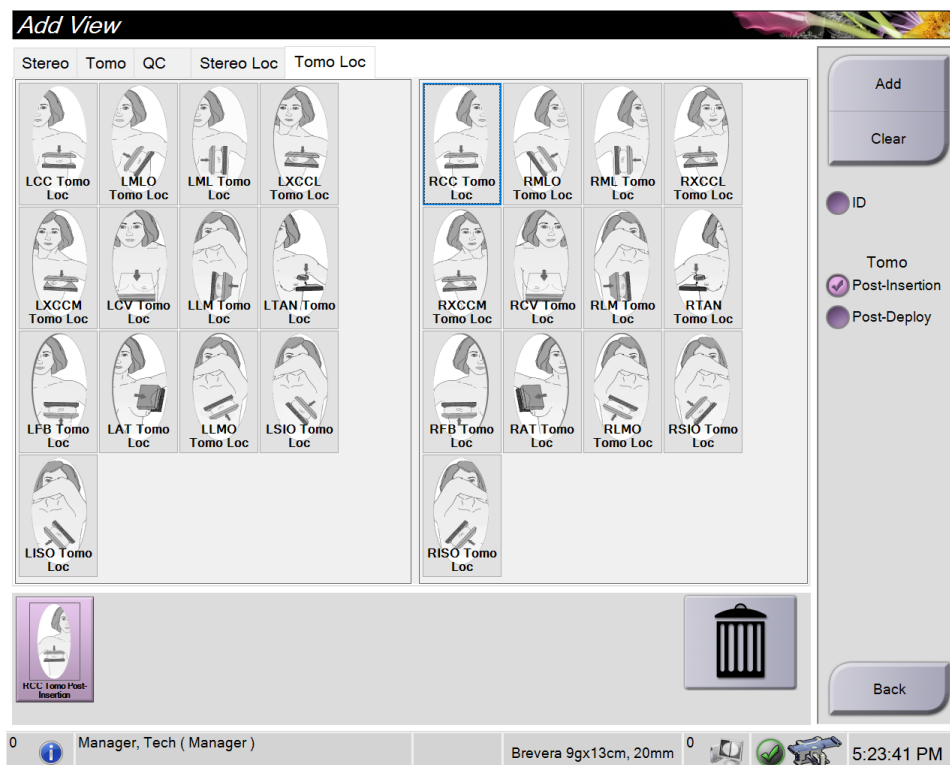 Add View
Stereo
Tomo
QC
Stereo Loc
Tomo Loc
LCC Tomo
Loc
LMLO
Tomo Loc
LML Tomo
Loc
LXCCL
Tomo Loc
RCC Tomo
Loc
RMLO
Tomo Loc
RML Tomo
Loc
RXCCL
Tomo Loc
LXCCM
Tomo Loc
LCV Tomo
Loc
LLM Tomo
Loc
LTAN Tomo
Loc
RXCCM
Tomo Loc
RCV Tomo
Loc
RLM Tomo
Loc
RTAN
Tomo Loc
LFB Tomo
Loc
LAT Tomo
Loc
LLMO
Tomo Loc
LSIO Tomo
Loc
RFB Tomo
Loc
RAT Tomo
Loc
RLMO
Tomo Loc
RSIO Tomo
Loc
LISO Tomo
Loc
RISO Tomo
Loc
Add
Clear
ID
Tomo
Post-Insertion
Post-Deploy
RCC Tomo Post-
Insertion
Back
0
Manager, Tech ( Manager )
Brevera 9gx13cm, 20mm
0
5:23:41 PM